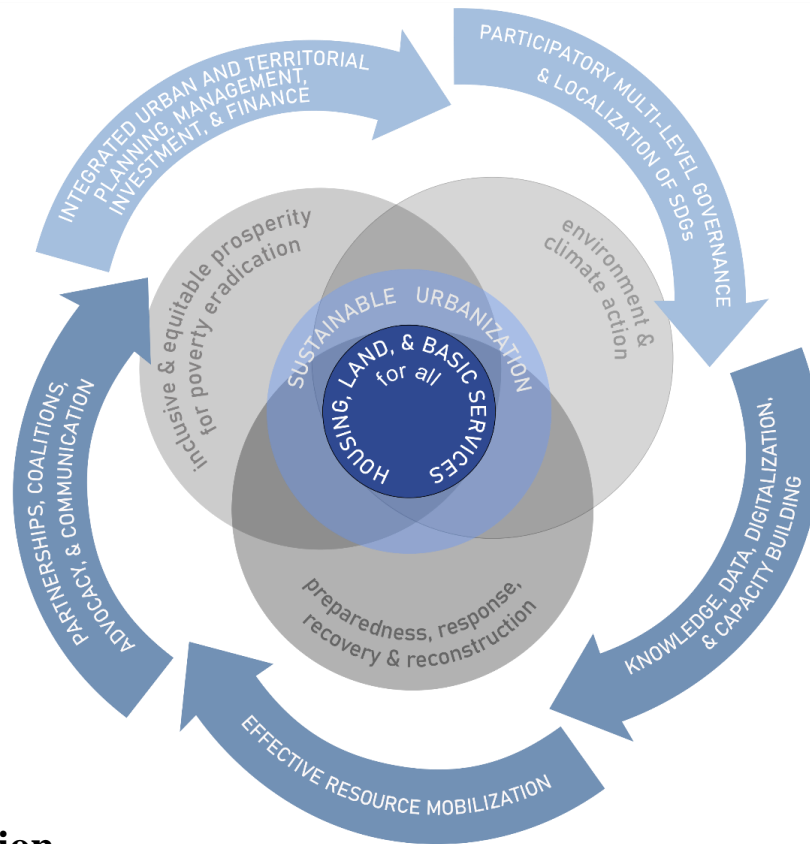 INTEGRATED URBAN AND TERRITORIAL
PLANNING, MANAGEMENT,
INVESTMENT, & FINANCE
PARTICIPATORY MULTI-LEVEL GOVERNANCE
& LOCALIZATION OF SDGs
KNOWLEDGE, DATA, DIGITALIZATION,
& CAPACITY BUILDING
EFFECTIVE RESOURCE MOBILIZATION
PARTNERSHIPS, COALITIONS,
ADVOCACY, & COMMUNICATION
inclusive & equitable prosperity
for poverty eradication
environment &
climate action
preparedness, response,
recovery & reconstruction
SUSTAINABLE URBANIZATION
HOUSING, LAND, & BASIC SERVICES
for all